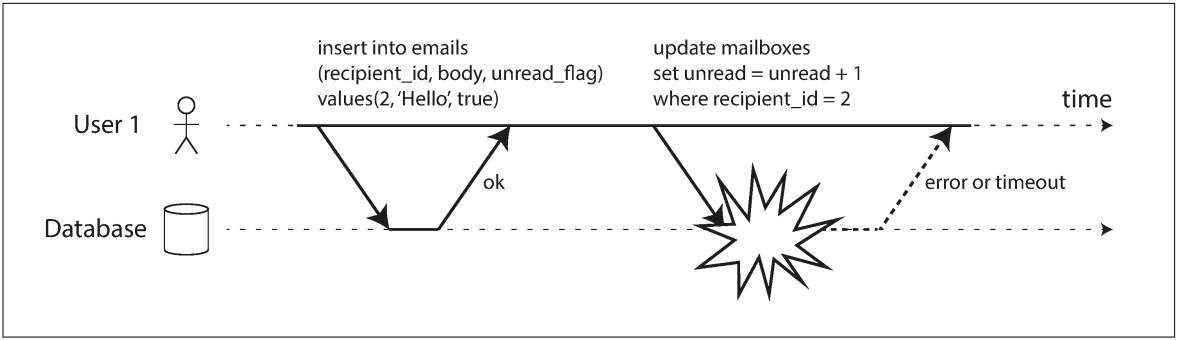 insert into emails
(recipient_id, body, unread_flag)
values(2, ‘Hello’, true)
update mailboxes
set unread = unread + 1
where recipient_id = 2
time
User 1
ok
error or timeout
Database